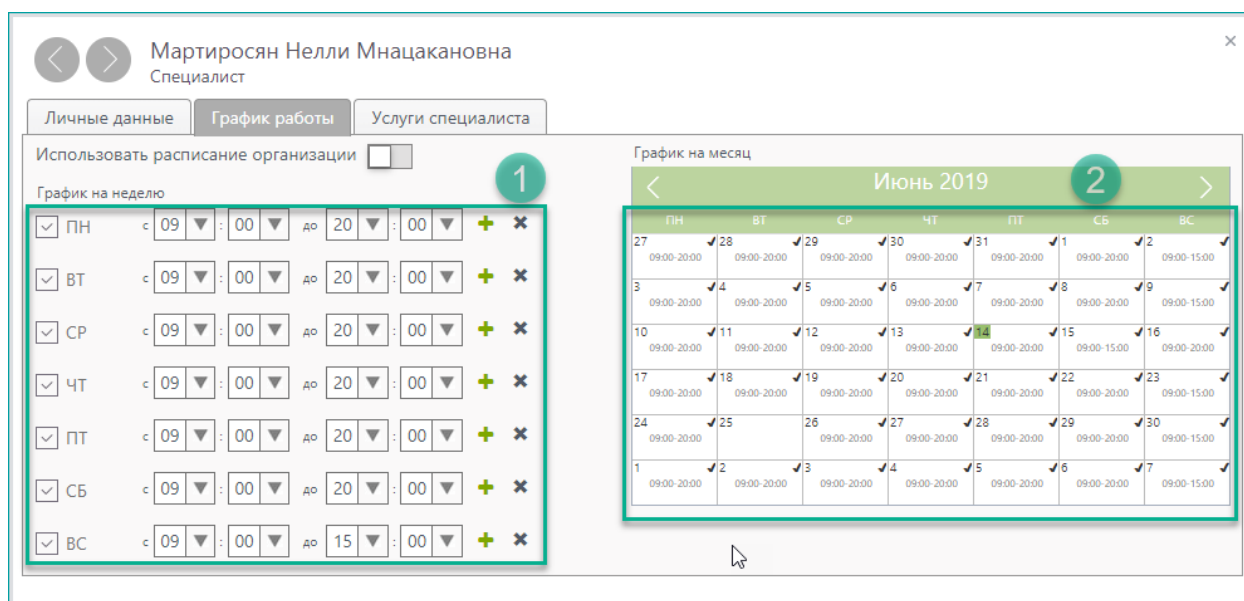 Мартиросян Нелли Мнацакановна
Специалист
Личные данные График работы Услуги специалиста
Использовать расписание организации
1
График на неделю
ПН с 09 : 00 до 20 : 00
ВТ с 09 : 00 до 20 : 00
СР с 09 : 00 до 20 : 00
ЧТ с 09 : 00 до 20 : 00
ПТ с 09 : 00 до 20 : 00
СБ с 09 : 00 до 20 : 00
ВС с 09 : 00 до 15 : 00
График на месяц
Июнь 2019
2
ПН ВТ СР ЧТ ПТ СБ ВС
27 28 29 30 31 1 2
09:00-20:00 09:00-20:00 09:00-20:00 09:00-20:00 09:00-20:00 09:00-20:00 09:00-15:00
3 4 5 6 7 8 9
09:00-20:00 09:00-20:00 09:00-20:00 09:00-20:00 09:00-20:00 09:00-20:00 09:00-15:00
10 11 12 13 14 15 16
09:00-20:00 09:00-20:00 09:00-20:00 09:00-20:00 09:00-20:00 09:00-15:00 09:00-20:00
17 18 19 20 21 22 23
09:00-20:00 09:00-20:00 09:00-20:00 09:00-20:00 09:00-20:00 09:00-20:00 09:00-15:00
24 25 26 27 28 29 30
09:00-20:00 09:00-20:00 09:00-20:00 09:00-20:00 09:00-20:00 09:00-15:00
1 2 3 4 5 6 7
09:00-20:00 09:00-20:00 09:00-20:00 09:00-20:00 09:00-20:00 09:00-20:00 09:00-15:00